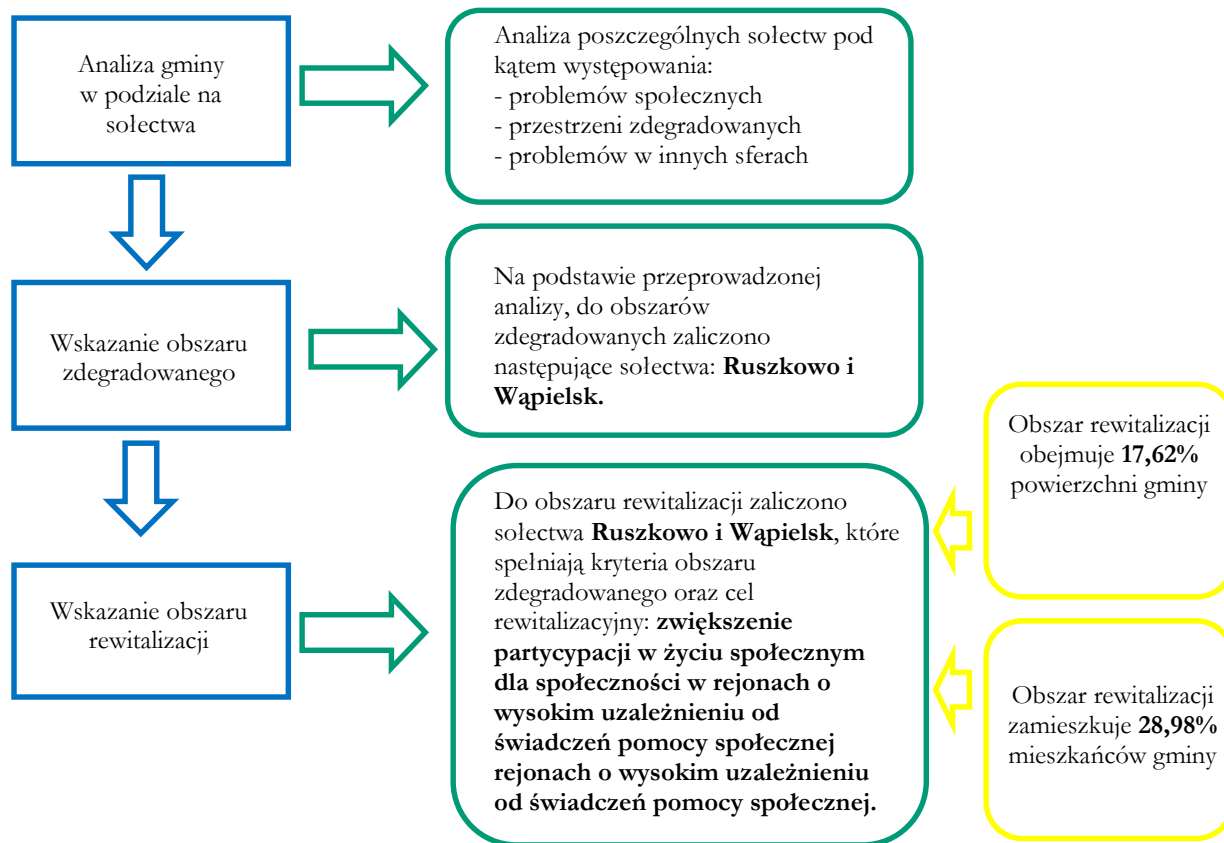 Analiza gminy
w podziale na
sołectwa
Analiza poszczególnych sołectw pod
kątem występowania:
- problemów społecznych
- przestrzeni zdegradowanych
- problemów w innych sferach
Wskazanie obszaru
zdegradowanego
Na podstawie przeprowadzonej
analizy, do obszarów
zdegradowanych zaliczono
następujące sołectwa: Ruszkowo i
Wąpielsk.
Wskazanie obszaru
rewitalizacji
Do obszaru rewitalizacji zaliczono
sołectwa Ruszkowo i Wąpielsk, które
spełniają kryteria obszaru
zdegradowanego oraz cel
rewitalizacyjny: zwiększenie
partycypacji w życiu społecznym
dla społeczności w rejonach o
wysokim uzależnieniu od
świadczeń pomocy społecznej
rejonach o wysokim uzależnieniu
od świadczeń pomocy społecznej.
Obszar rewitalizacji
obejmuje 17,62%
powierzchni gminy
Obszar rewitalizacji
zamieszkuje 28,98%
mieszkańców gminy